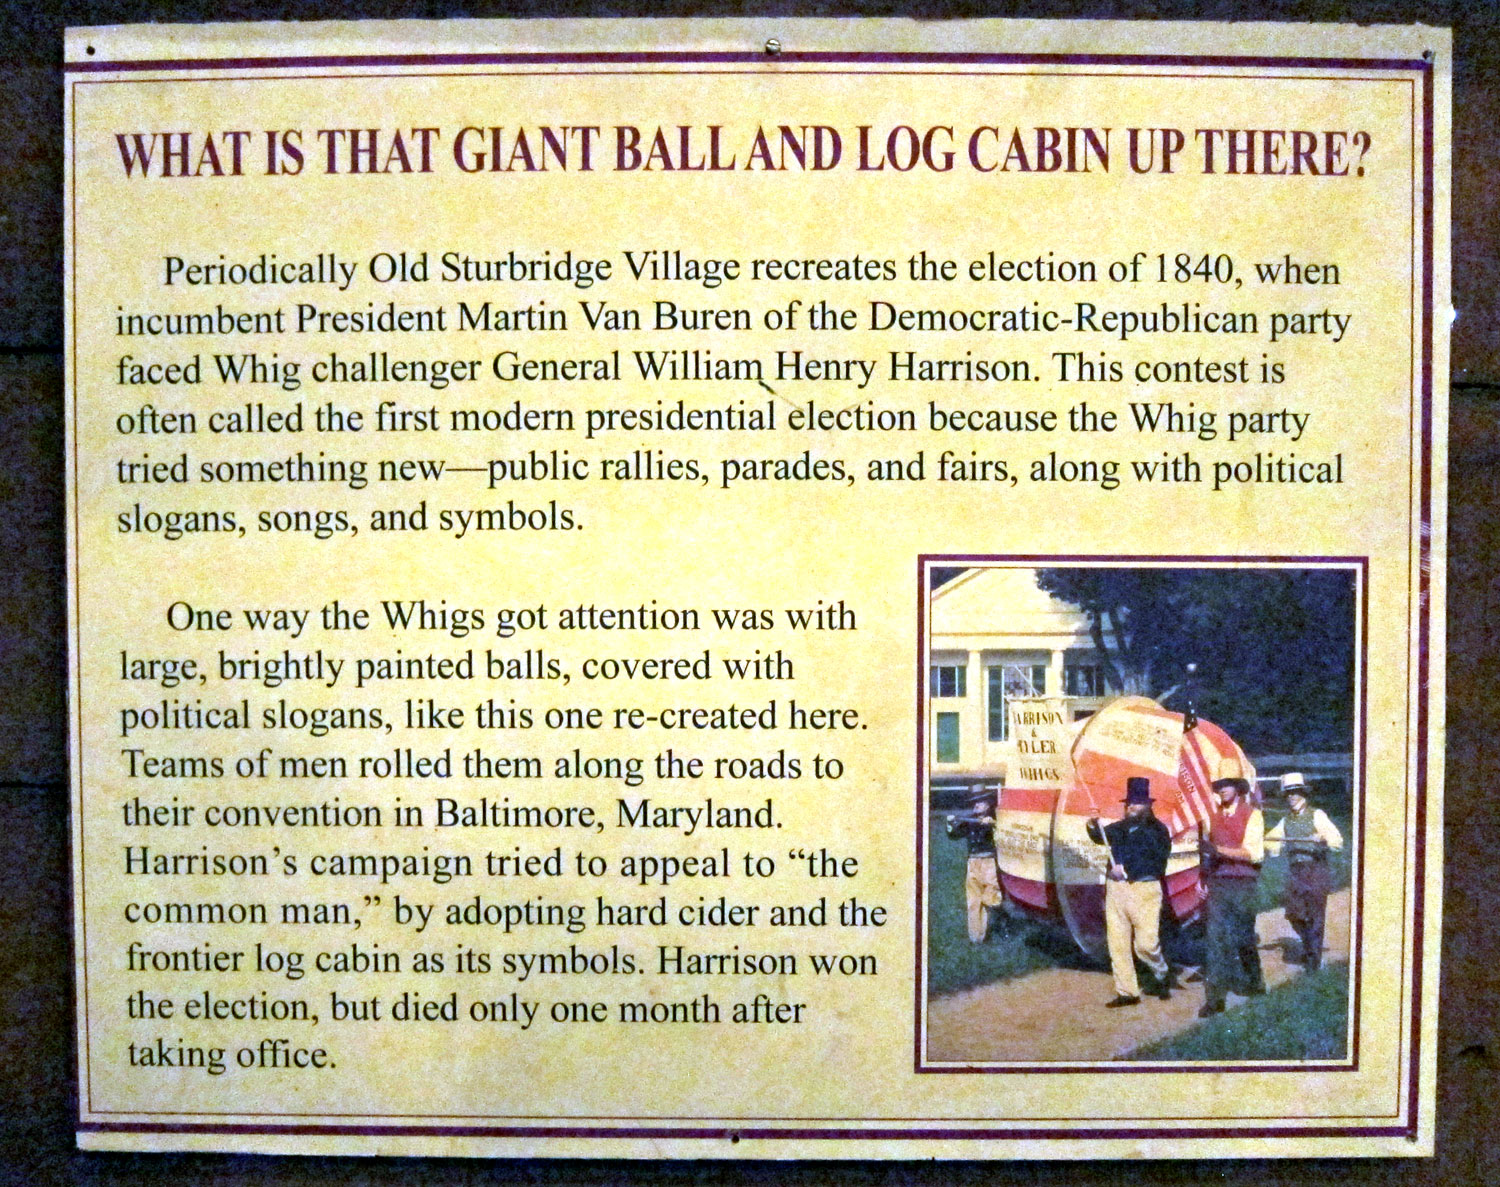 WHAT IS THAT GIANT BALL AND LOG CABIN UP THERE?
Periodically Old Sturbridge Village recreates the election of 1840, when
incumbent President Martin Van Buren of the Democratic-Republican party
faced Whig challenger General William Henry Harrison. This contest is
often called the first modern presidential election because the Whig party
tried something new—public rallies, parades, and fairs, along with political
slogans, songs, and symbols.
One way the Whigs got attention was with
large, brightly painted balls, covered with
political slogans, like this one re-created here.
Teams of men rolled them along the roads to
their convention in Baltimore, Maryland.
Harrison's campaign tried to appeal to “the
common man,” by adopting hard cider and the
frontier log cabin as its symbols. Harrison won
the election, but died only one month after
taking office.
ARRISON
&
TYLER
WHIGS